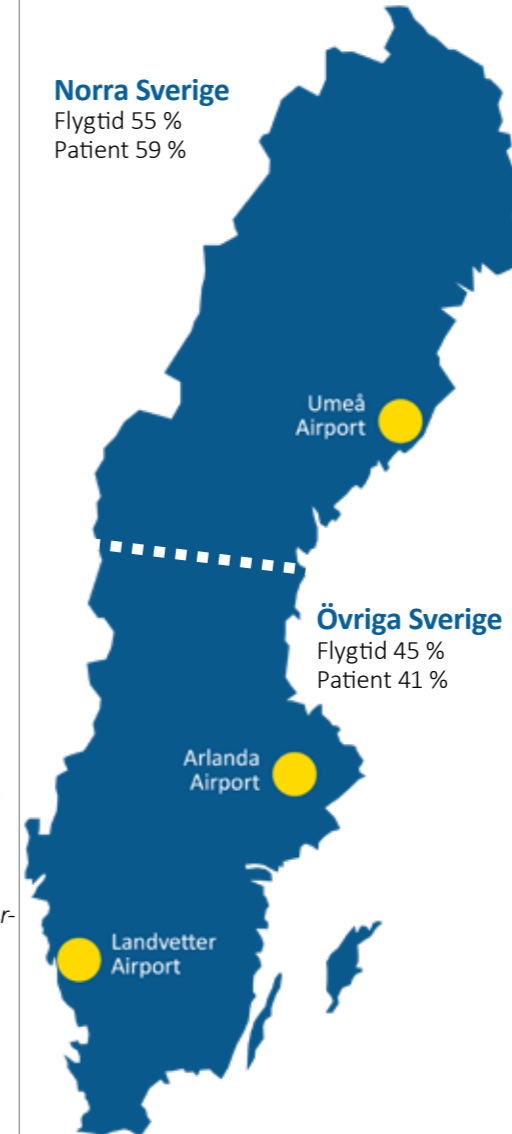 Norra Sverige
Flygtid 55 %
Patient 59 %
Umeå
Airport
Övriga Sverige
Flygtid 45 %
Patient 41 %
Arlanda
Airport
r-
Landvetter
Airport